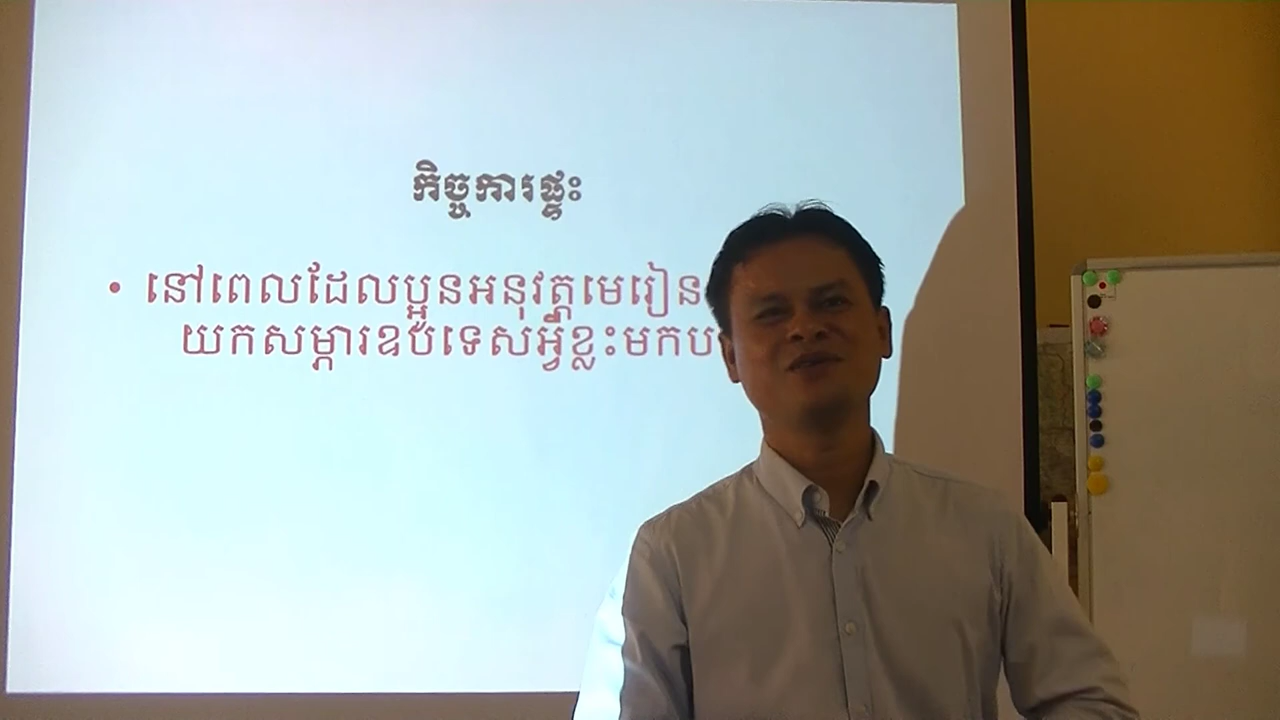 កិច្ចការផ្ទះ
• នៅពេលដែលប្អូនអនុវត្តមេរៀន
យកសម្ភារឧបទេសអ្វីខ្លះមកប